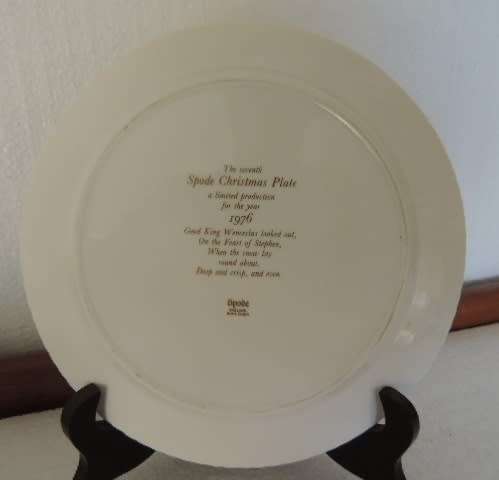 The seventh
Spode Christmas Plate
a limited production
for the year
1976
Good King Wenceslas looked out,
On the Feast of Stephen,
When the snow lay
round about,
Deep and crisp, and even.
Spode
ENGLAND